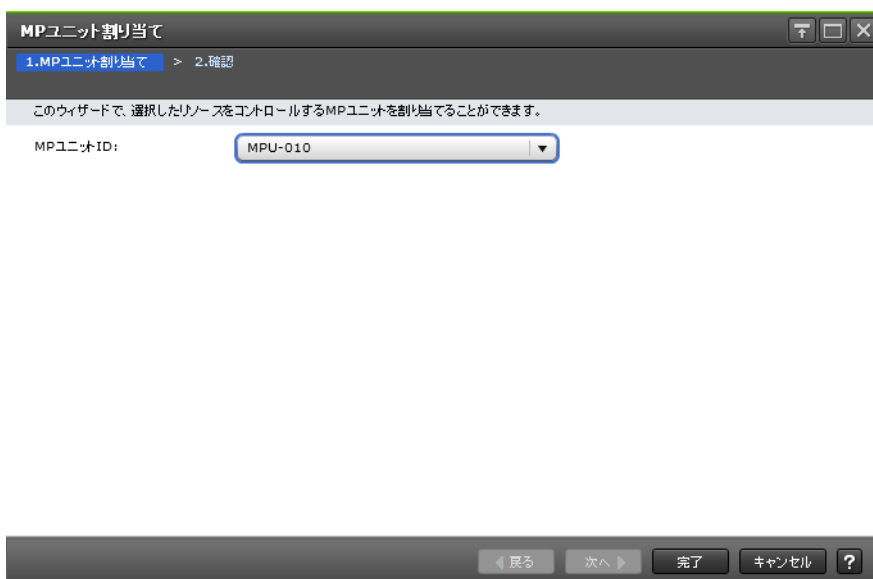 MPユニット割り当て
1.MPユニット割り当て > 2.確認
このウィザードで、選択したリソースをコントロールするMPユニットを割り当てることができます。
MPユニットID: MPU-010
戻る 次へ 完了 キャンセル ?